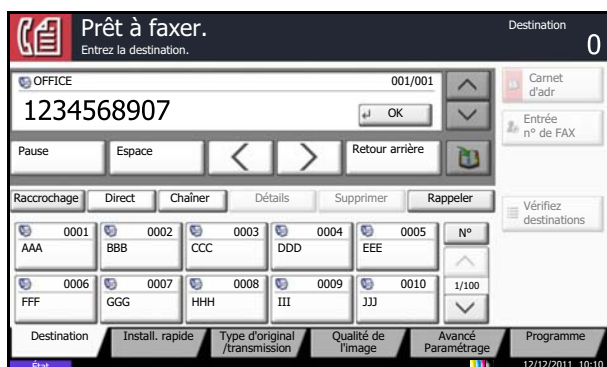 Prêt à faxer.
Entrez la destination.
Destination
0
OFFICE
001/001
1234568907
OK
Carnet
d'adr
Entrée
n° de FAX
Pause
Espace
Retour arrière
Raccrochage
Direct
Chaîner
Détails
Supprimer
Rappeler
Vérifiez
destinations
0001
AAA
0002
BBB
0003
CCC
0004
DDD
0005
EEE
N°
0006
FFF
0007
GGG
0008
HHH
0009
III
0010
JJJ
1/100
Destination
Install. rapide
Type d'original
/transmission
Qualité de
l'image
Avancé
Paramétrage
Programme
État
12/12/2011 10:10